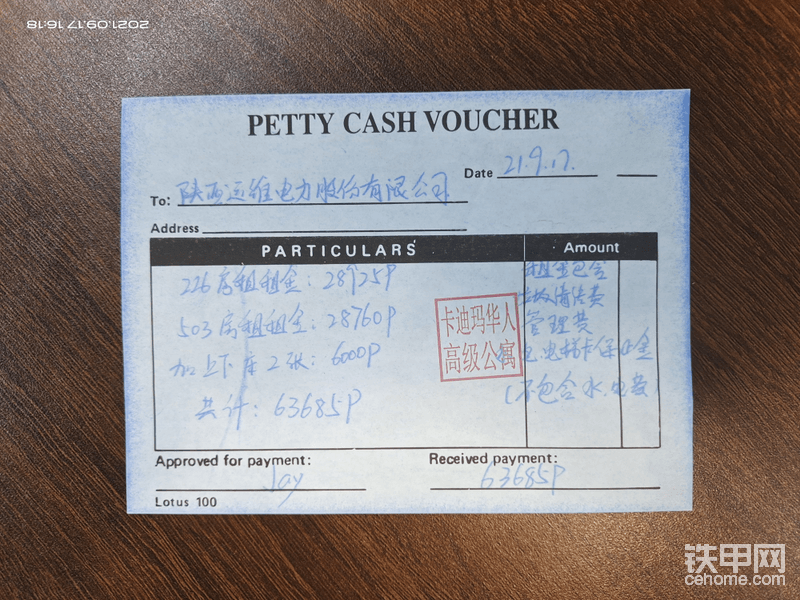 2021.09.17 16:18
PETTY CASH VOUCHER
Date 21.9.17.
To: 陕西运维电力股份有限公司
Address
PARTICULARS Amount
226房租租金: 28925P
503房租租金: 28760P
加上下床2张: 6000P
共计: 63685P
租金包含
垃圾清洁费
管理费
电梯卡保证金
(不包含水.电费
卡迪玛华人
高级公寓
Approved for payment: Jay
Received payment: 63685P
Lotus 100
铁甲网
cehome.com